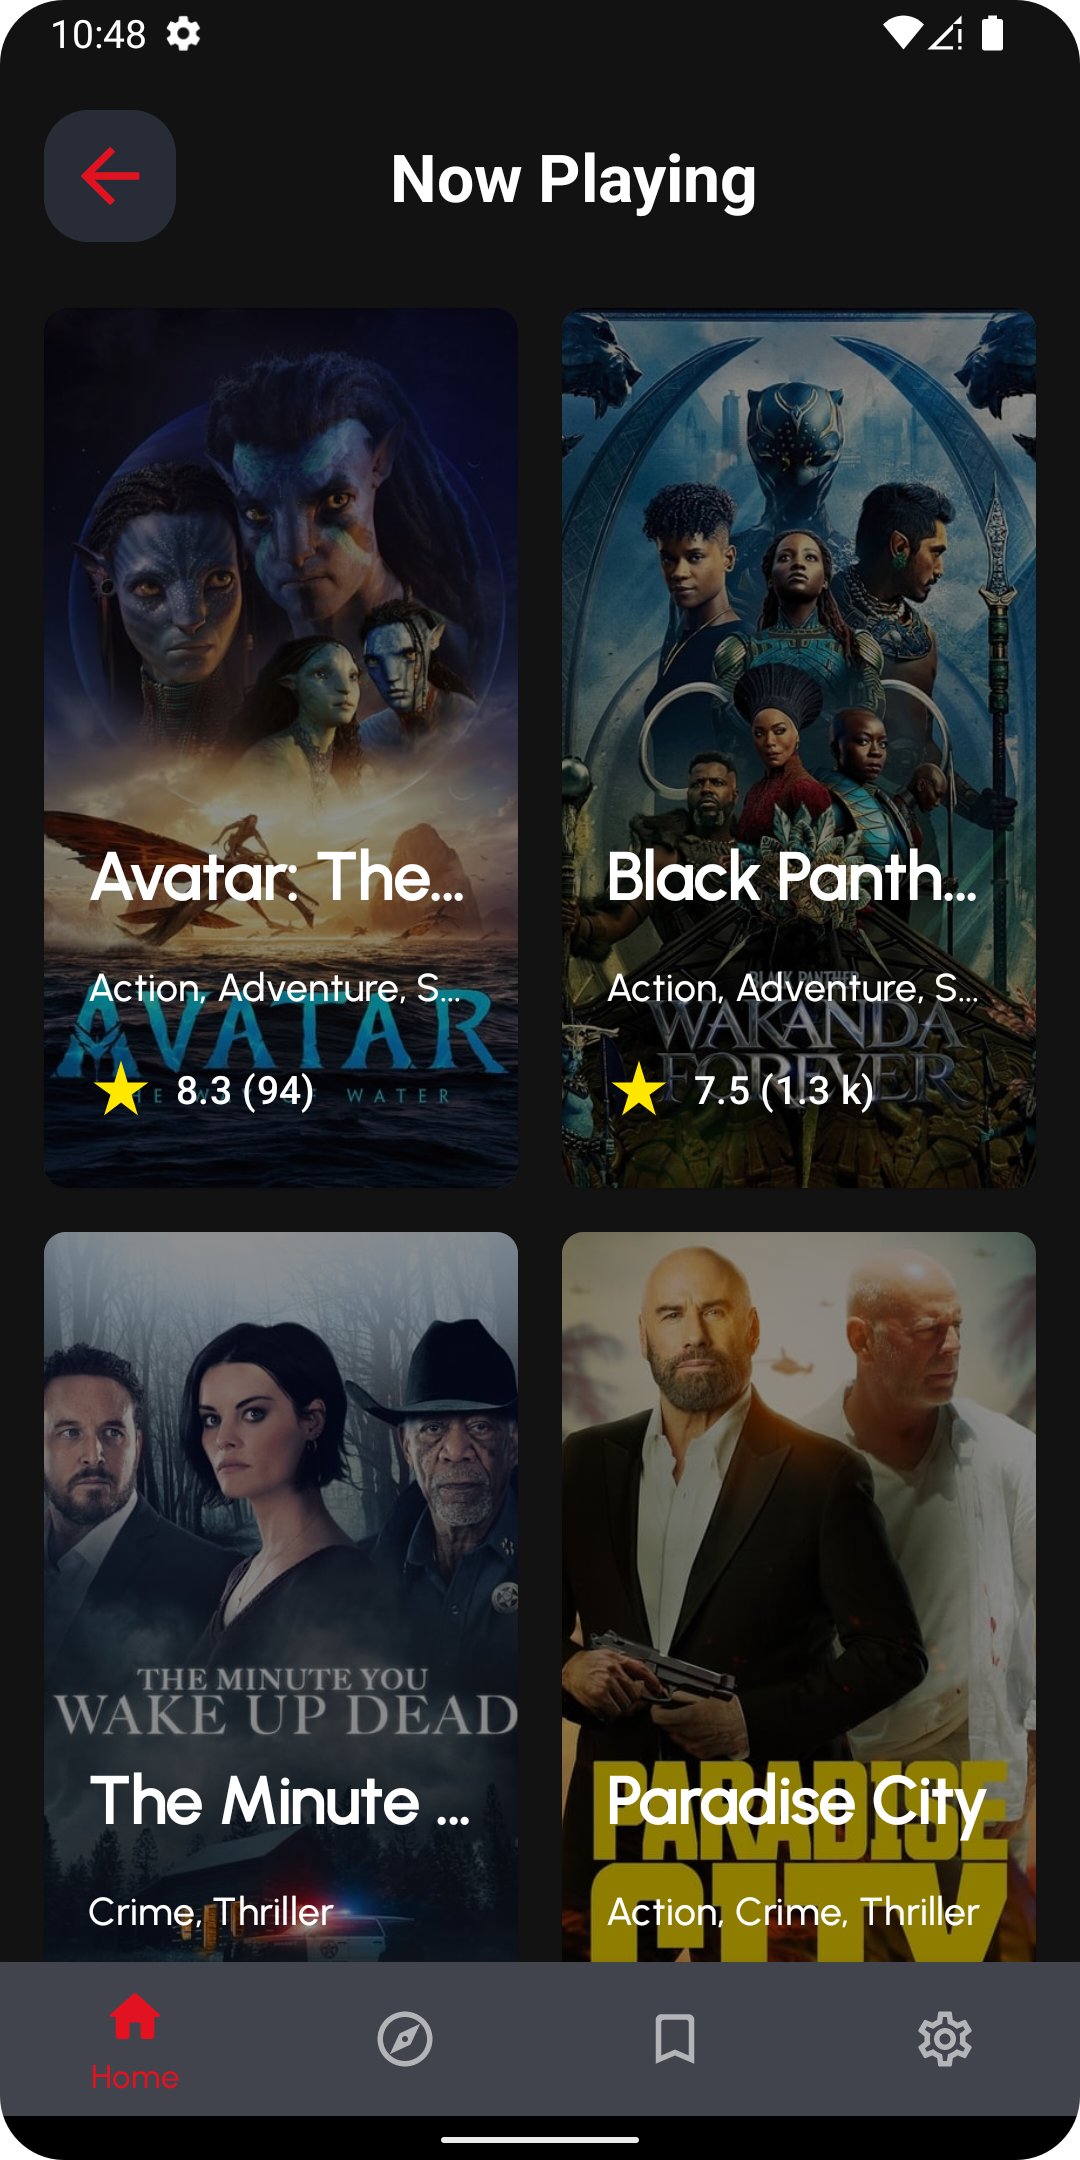 10:48
Now Playing
Avatar: The...
Action, Adventure, S...
AVATAR
WATER
8.3 (94)
Black Panth...
BLACK PANTHER
Action, Adventure, S...
WAKANDA
FOREVER
7.5 (1.3 k)
THE MINUTE YOU
WAKE UP DEAD
The Minute ...
Crime, Thriller
PARADISE
Paradise City
CITY
Action, Crime, Thriller
Home